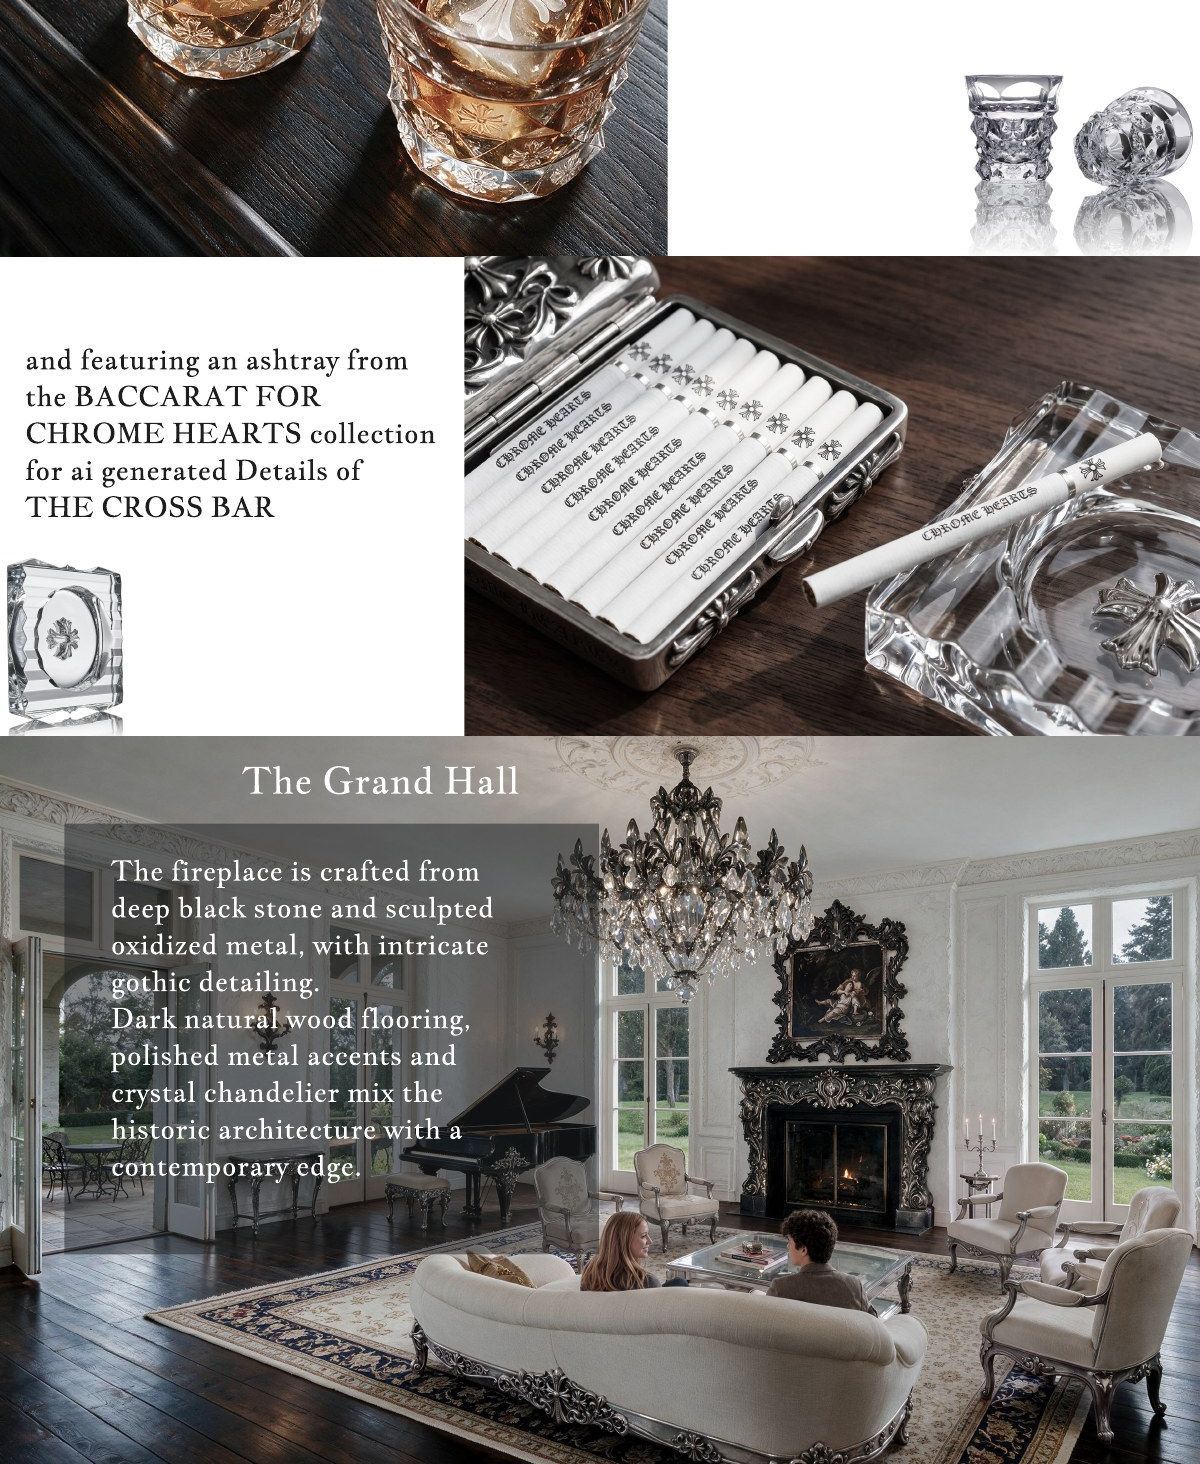 and featuring an ashtray from
the BACCARAT FOR
CHROME HEARTS collection
for ai generated Details of
THE CROSS BAR
CHROME HEARTS
CHROME HEARTS
CHROME HEARTS
CHROME HEARTS
CHROME HEARTS
CHROME HEARTS
CHROME HEARTS
CHROME HEARTS
CHROME HEARTS
CHROME HEARTS
The Grand Hall
The fireplace is crafted from
deep black stone and sculpted
oxidized metal, with intricate
gothic detailing.
Dark natural wood flooring,
polished metal accents and
crystal chandelier mix the
historic architecture with a
contemporary edge.